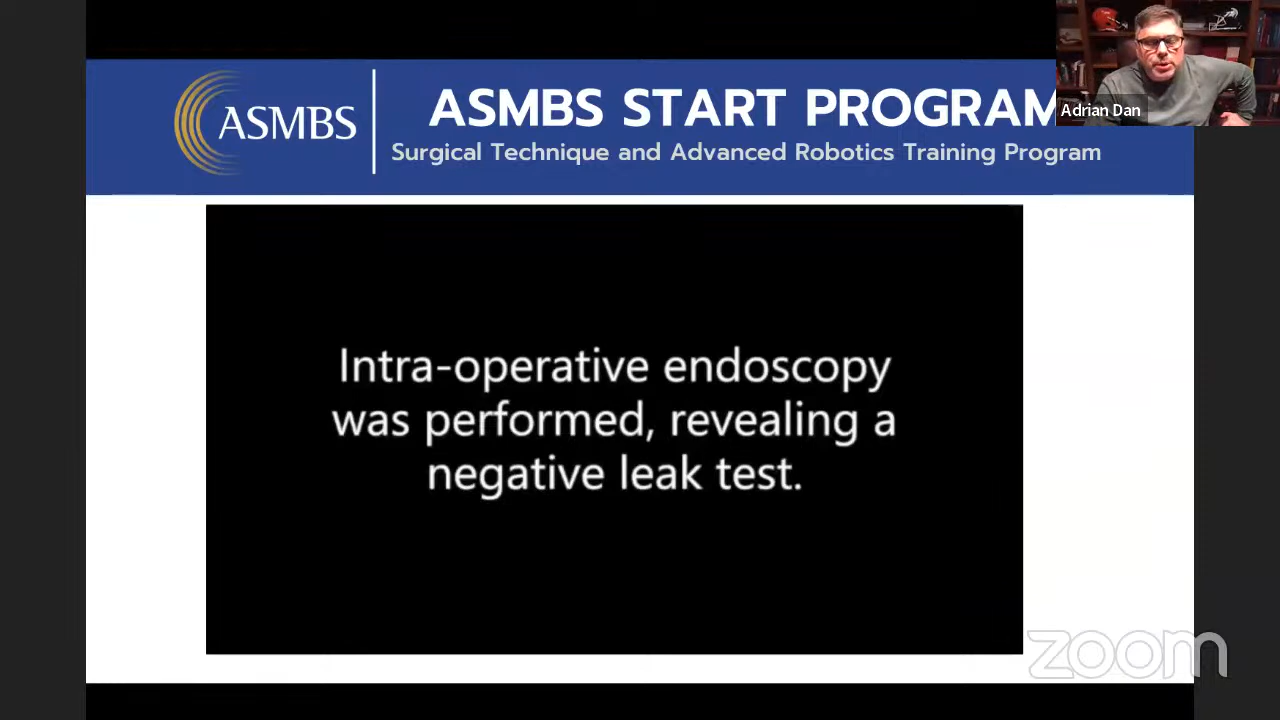 ASMBS
ASMBS START PROGRAM
Surgical Technique and Advanced Robotics Training Program
Adrian Dan
Intra-operative endoscopy
was performed, revealing a
negative leak test.
zoom